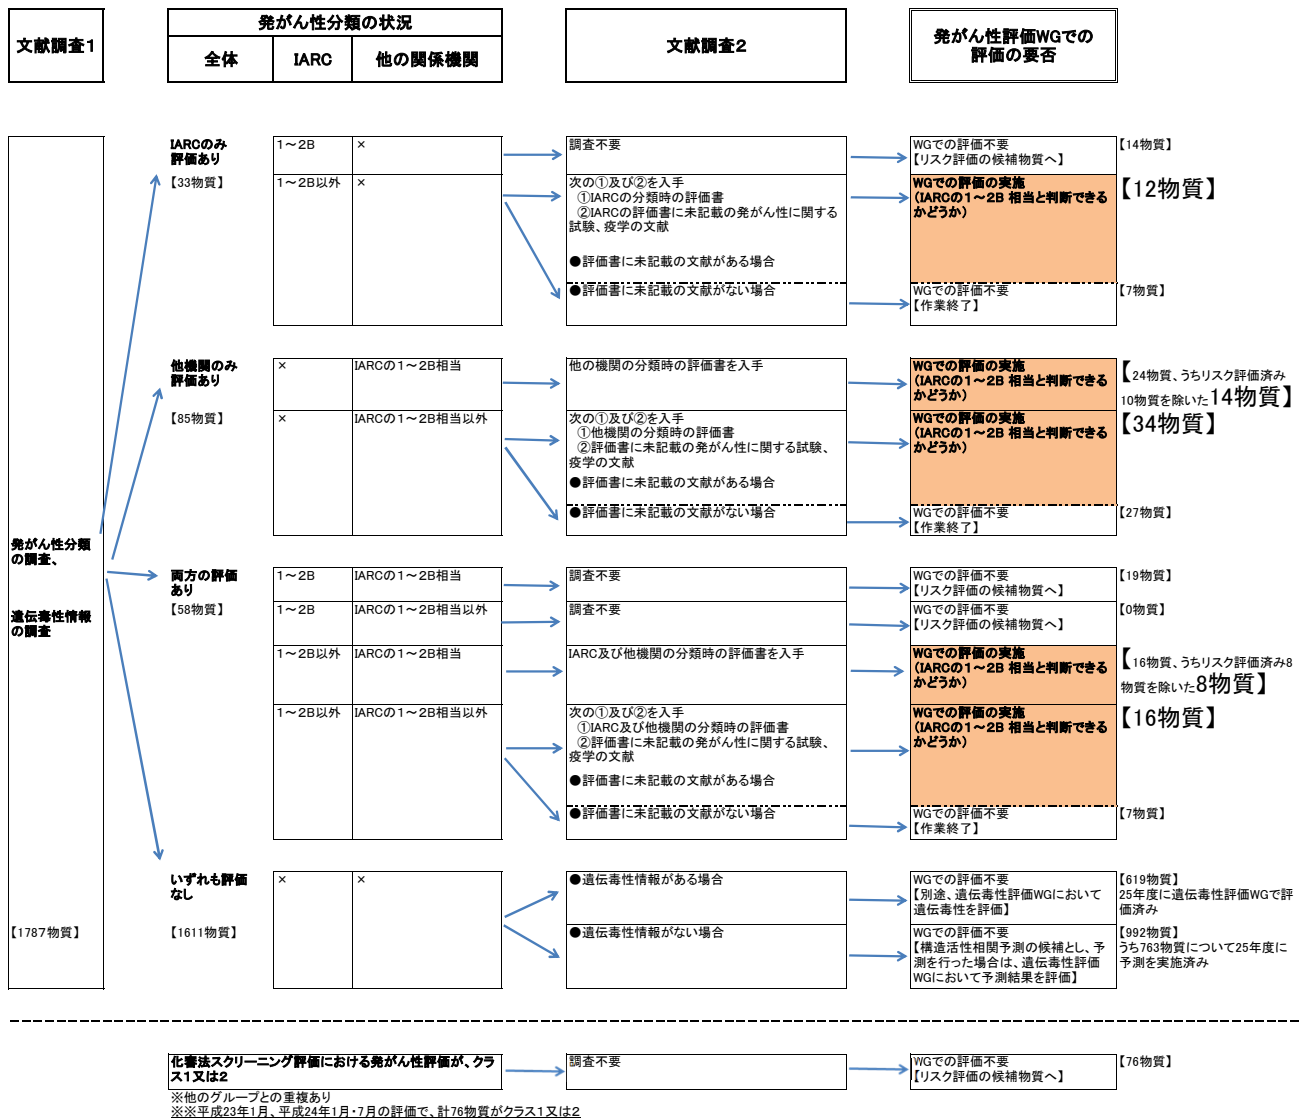 文献調査1
発がん性分類の状況
全体
IARC
他の関係機関
文献調査2
発がん性評価WGでの
評価の要否
発がん性分類
の調査、
遺伝毒性情報
の調査
【1787物質】
IARCのみ
評価あり
【33物質】
1～2B
×
調査不要
WGでの評価不要
【リスク評価の候補物質へ】
【14物質】
1～2B以外
×
次の①及び②を入手
①IARCの分類時の評価書
②IARCの評価書に未記載の発がん性に関する
試験、疫学の文献
●評価書に未記載の文献がある場合
WGでの評価の実施
（IARCの1～2B 相当と判断できる
かどうか）
【12物質】
●評価書に未記載の文献がない場合
WGでの評価不要
【作業終了】
【7物質】
他機関のみ
評価あり
【85物質】
×
IARCの1～2B相当
他の機関の分類時の評価書を入手
WGでの評価の実施
（IARCの1～2B 相当と判断できる
かどうか）
【24物質、うちリスク評価済み
10物質を除いた14物質】
×
IARCの1～2B相当以外
次の①及び②を入手
①他機関の分類時の評価書
②評価書に未記載の発がん性に関する試験、
疫学の文献
●評価書に未記載の文献がある場合
WGでの評価の実施
（IARCの1～2B 相当と判断できる
かどうか）
【34物質】
●評価書に未記載の文献がない場合
WGでの評価不要
【作業終了】
【27物質】
両方の評価
あり
【58物質】
1～2B
IARCの1～2B相当
調査不要
WGでの評価不要
【リスク評価の候補物質へ】
【19物質】
1～2B
IARCの1～2B相当以外
調査不要
WGでの評価不要
【リスク評価の候補物質へ】
【0物質】
1～2B以外
IARCの1～2B相当
IARC及び他機関の分類時の評価書を入手
WGでの評価の実施
（IARCの1～2B 相当と判断できる
かどうか）
【16物質、うちリスク評価済み8
物質を除いた8物質】
1～2B以外
IARCの1～2B相当以外
次の①及び②を入手
①IARC及び他機関の分類時の評価書
②評価書に未記載の発がん性に関する試験、
疫学の文献
●評価書に未記載の文献がある場合
WGでの評価の実施
（IARCの1～2B 相当と判断できる
かどうか）
【16物質】
●評価書に未記載の文献がない場合
WGでの評価不要
【作業終了】
【7物質】
いずれも評価
なし
【1611物質】
×
×
●遺伝毒性情報がある場合
WGでの評価不要
【別途、遺伝毒性評価WGにおいて
遺伝毒性を評価】
【619物質】
25年度に遺伝毒性評価WGで評
価済み
●遺伝毒性情報がない場合
WGでの評価不要
【構造活性相関予測の候補とし、予
測を行った場合は、遺伝毒性評価
WGにおいて予測結果を評価】
【992物質】
うち763物質について25年度に
予測を実施済み
化審法スクリーニング評価における発がん性評価が、クラ
ス1又は2
調査不要
WGでの評価不要
【リスク評価の候補物質へ】
【76物質】
※他のグループとの重複あり
※※平成23年1月、平成24年1月・7月の評価で、計76物質がクラス1又は2